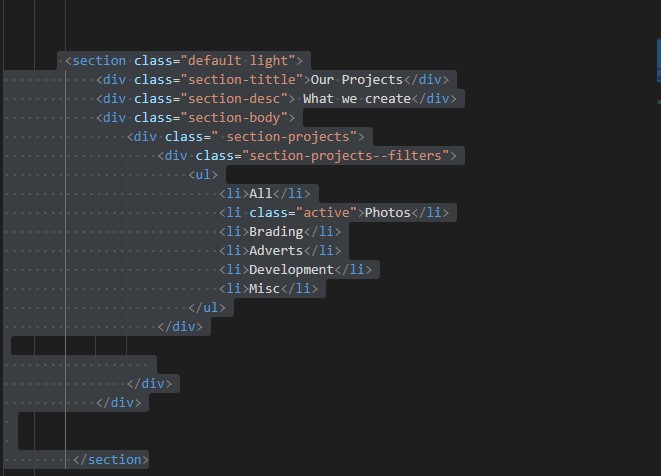 <section class="default light">
<div class="section-tittle">Our Projects</div>
<div class="section-desc"> What we create</div>
<div class="section-body">
<div class=" section-projects">
<div class="section-projects--filters">
<ul>
<li>All</li>
<li class="active">Photos</li>
<li>Brading</li>
<li>Adverts</li>
<li>Development</li>
<li>Misc</li>
</ul>
</div>
</div>
</div>
</section>